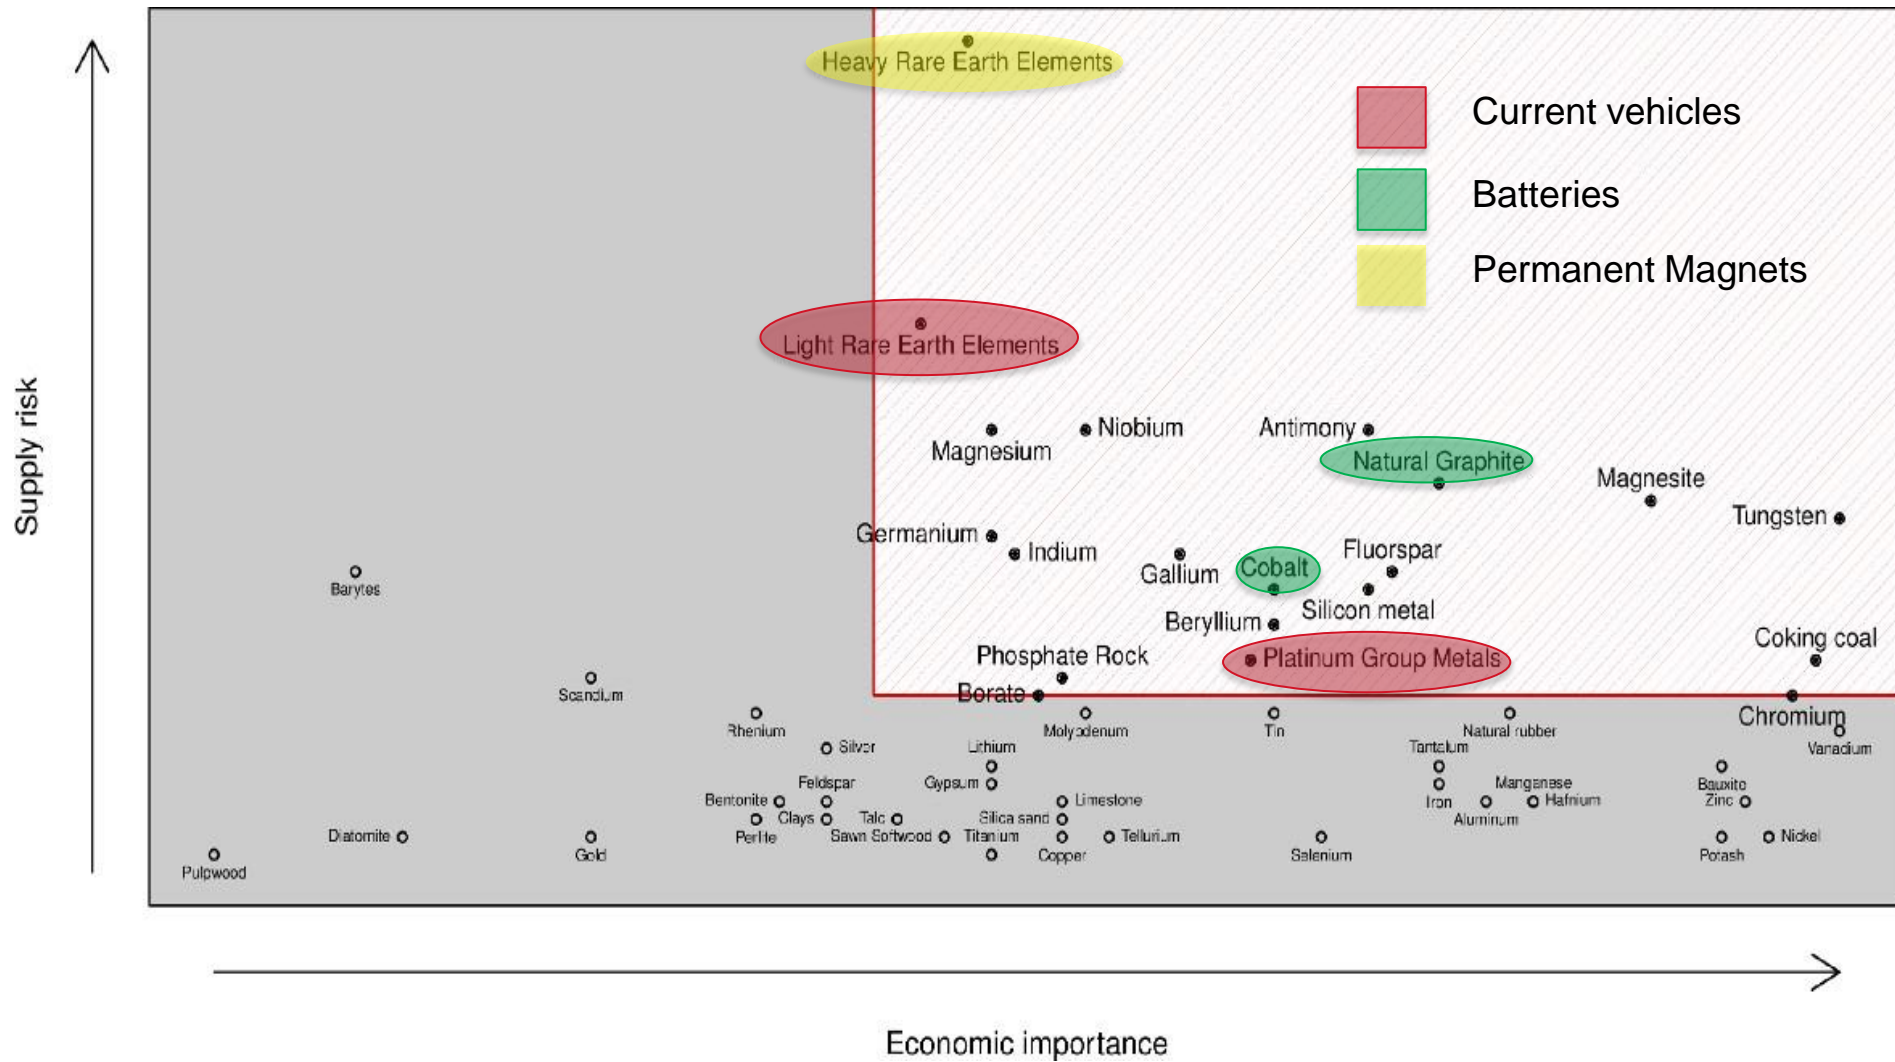 Heavy Rare Earth Elements
Current vehicles
Batteries
Permanent Magnets
Light Rare Earth Elements
Supply risk
Magnesium
Niobium
Antimony
Natural Graphite
Magnesite
Tungsten
Germanium
Indium
Gallium
Cobalt
Fluorspar
Silicon metal
Barytes
Beryllium
Phosphate Rock
Platinum Group Metals
Coking coal
Scandium
Borate
Chromium
Rhenium
Molybdenum
Tin
Natural rubber
Vanadium
Silver
Lithium
Tantalum
Feldspar
Gypsum
Manganese
Bauxite
Bentonite
Limestone
Iron
Hafnium
Zinc
Clays
Talc
Silica sand
Aluminum
Diatomite
Gold
Perlite
Sawn Softwood
Titanium
Tellurium
Copper
Selenium
Potash
Nickel
Pulpwood
Economic importance